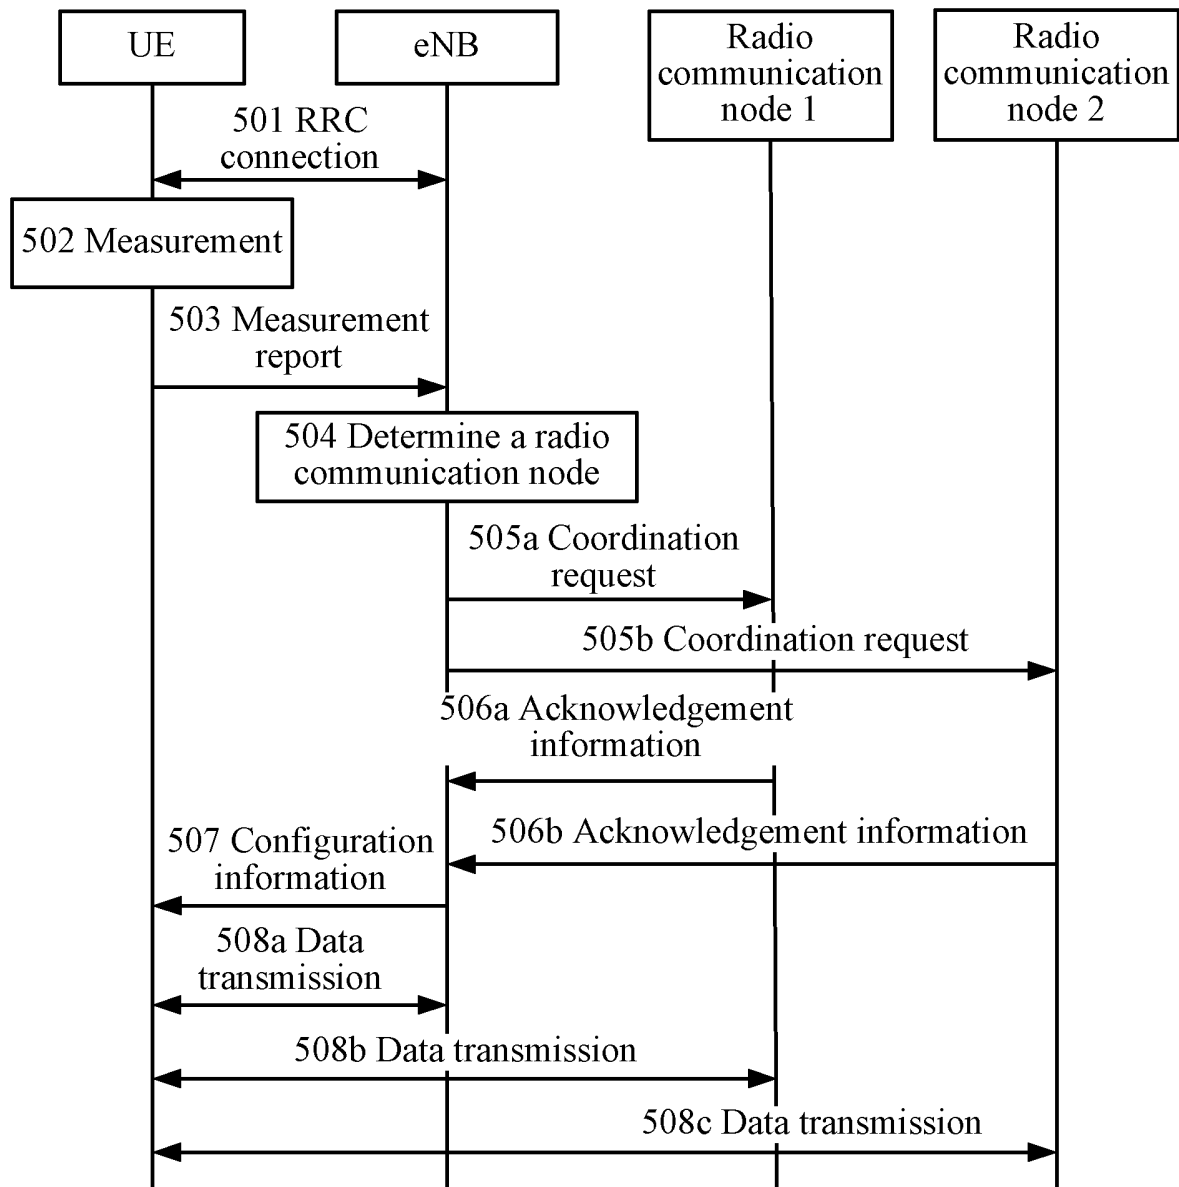 UE
eNB
Radio
communication
node 1
Radio
communication
node 2
501 RRC
connection
502 Measurement
503 Measurement
report
504 Determine a radio
communication node
505a Coordination
request
505b Coordination request
506a Acknowledgement
information
506b Acknowledgement information
507 Configuration
information
508a Data
transmission
508b Data transmission
508c Data transmission